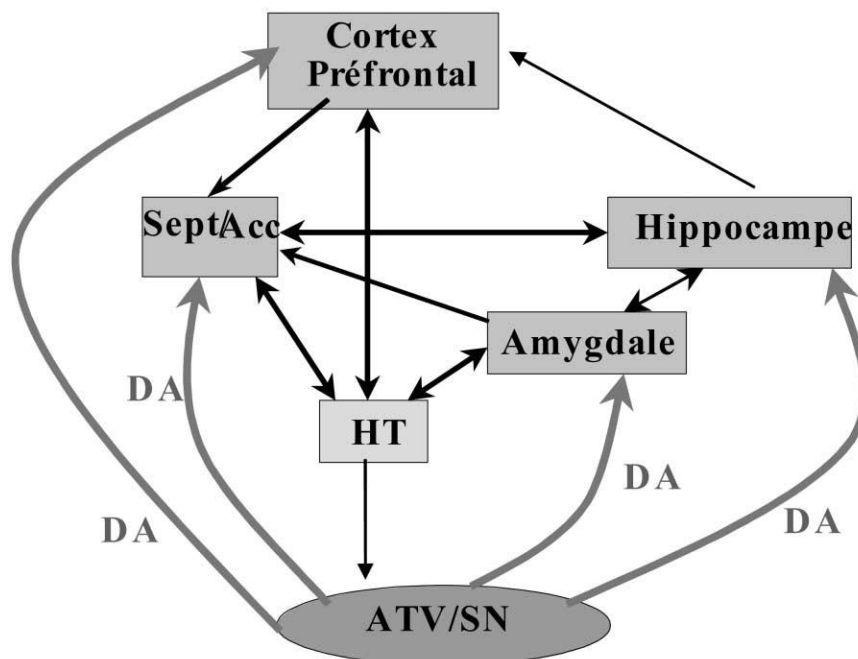 Cortex
Préfrontal
Sept/Acc
Hippocampe
Amygdale
DA
HT
DA
DA
DA
ATV/SN